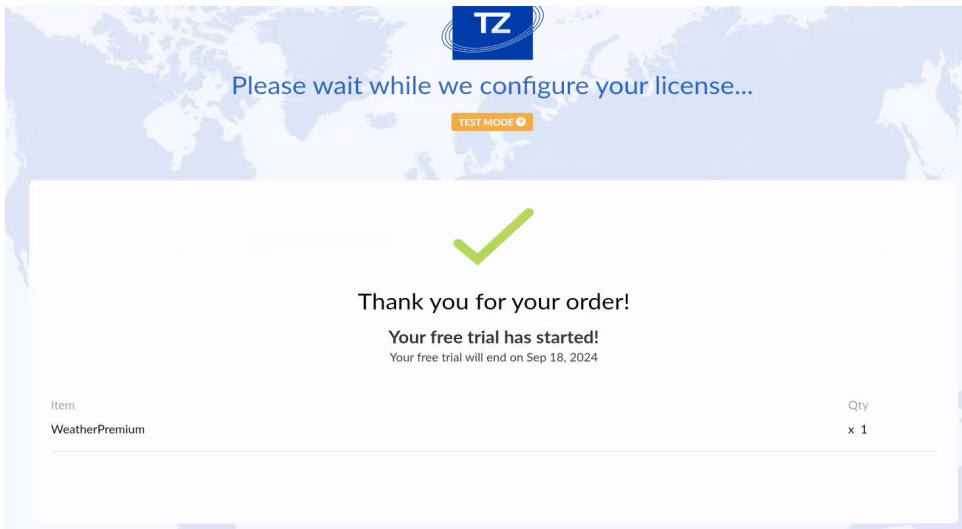 TZ
Please wait while we configure your license...
TEST MODE ?
Thank you for your order!
Your free trial has started!
Your free trial will end on Sep 18, 2024
Item Qty
WeatherPremium x 1